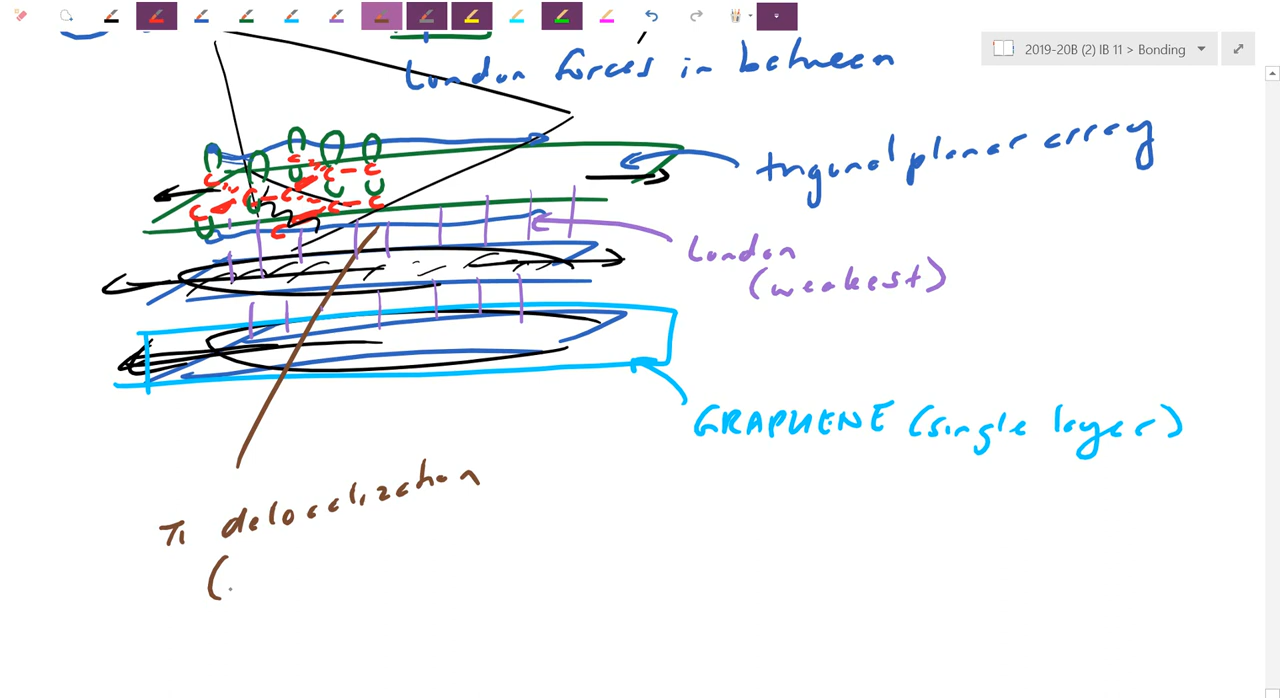 2019-20B (2) IB 11 > Bonding
London forces in between
trigonal planar array
C C C C C C C C C C
London
(weakest)
GRAPHENE (single layer)
π delocalization
(